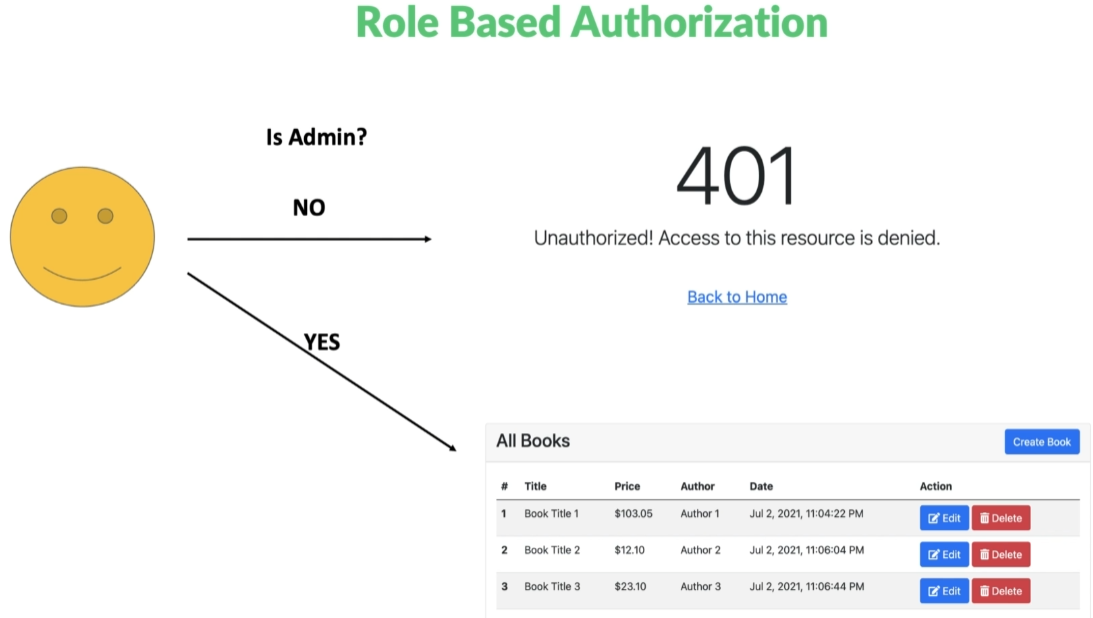 Role Based Authorization
Is Admin?
NO
401
Unauthorized! Access to this resource is denied.
Back to Home
YES
All Books
Create Book
# Title Price Author Date Action
1 Book Title 1 $103.05 Author 1 Jul 2, 2021, 11:04:22 PM Edit Delete
2 Book Title 2 $12.10 Author 2 Jul 2, 2021, 11:06:04 PM Edit Delete
3 Book Title 3 $23.10 Author 3 Jul 2, 2021, 11:06:44 PM Edit Delete